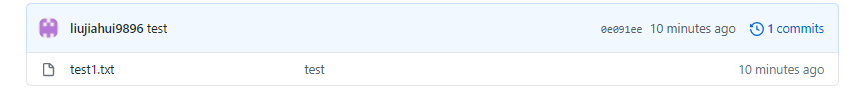 liujiahui9896 test 0e091ee 10 minutes ago 1 commits
test1.txt test 10 minutes ago